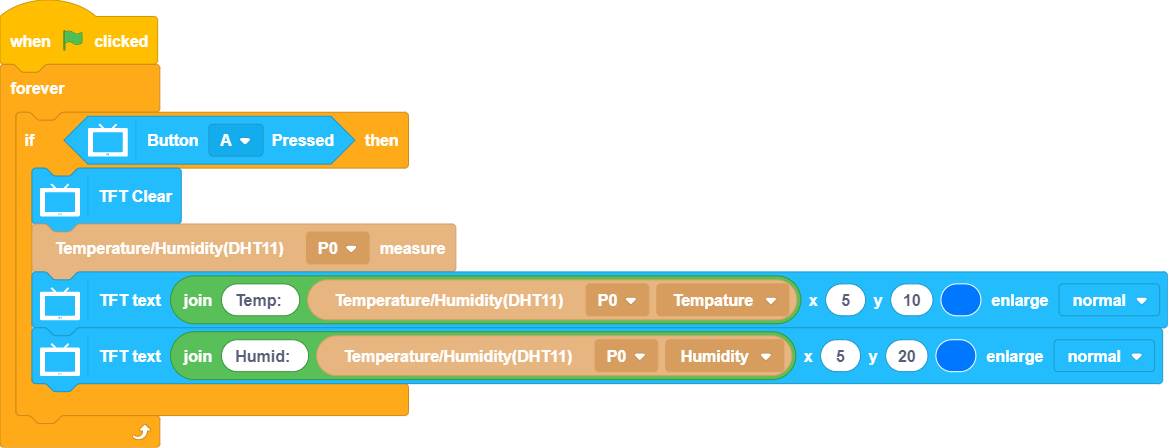 when clicked
forever
if Button A Pressed then
TFT Clear
Temperature/Humidity(DHT11) P0 measure
TFT text join Temp: Temperature/Humidity(DHT11) P0 Tempature x 5 y 10 enlarge normal
TFT text join Humid: Temperature/Humidity(DHT11) P0 Humidity x 5 y 20 enlarge normal